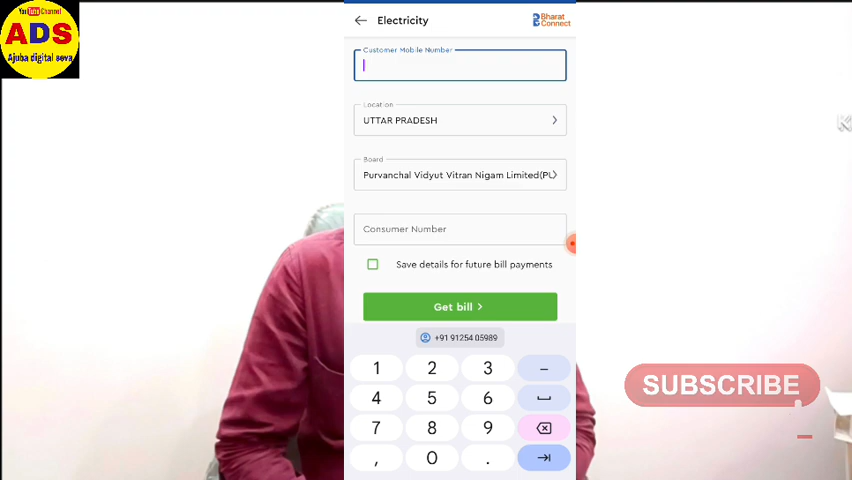 YouTube Channel
ADS
Ajuba digital seva
Electricity
Bharat
Connect
Customer Mobile Number
Location
UTTAR PRADESH
Board
Purvanchal Vidyut Vitran Nigam Limited(PU
Consumer Number
Save details for future bill payments
Get bill
+91 91254 05989
1 2 3 –
4 5 6
7 8 9
, 0 .
SUBSCRIBE
K